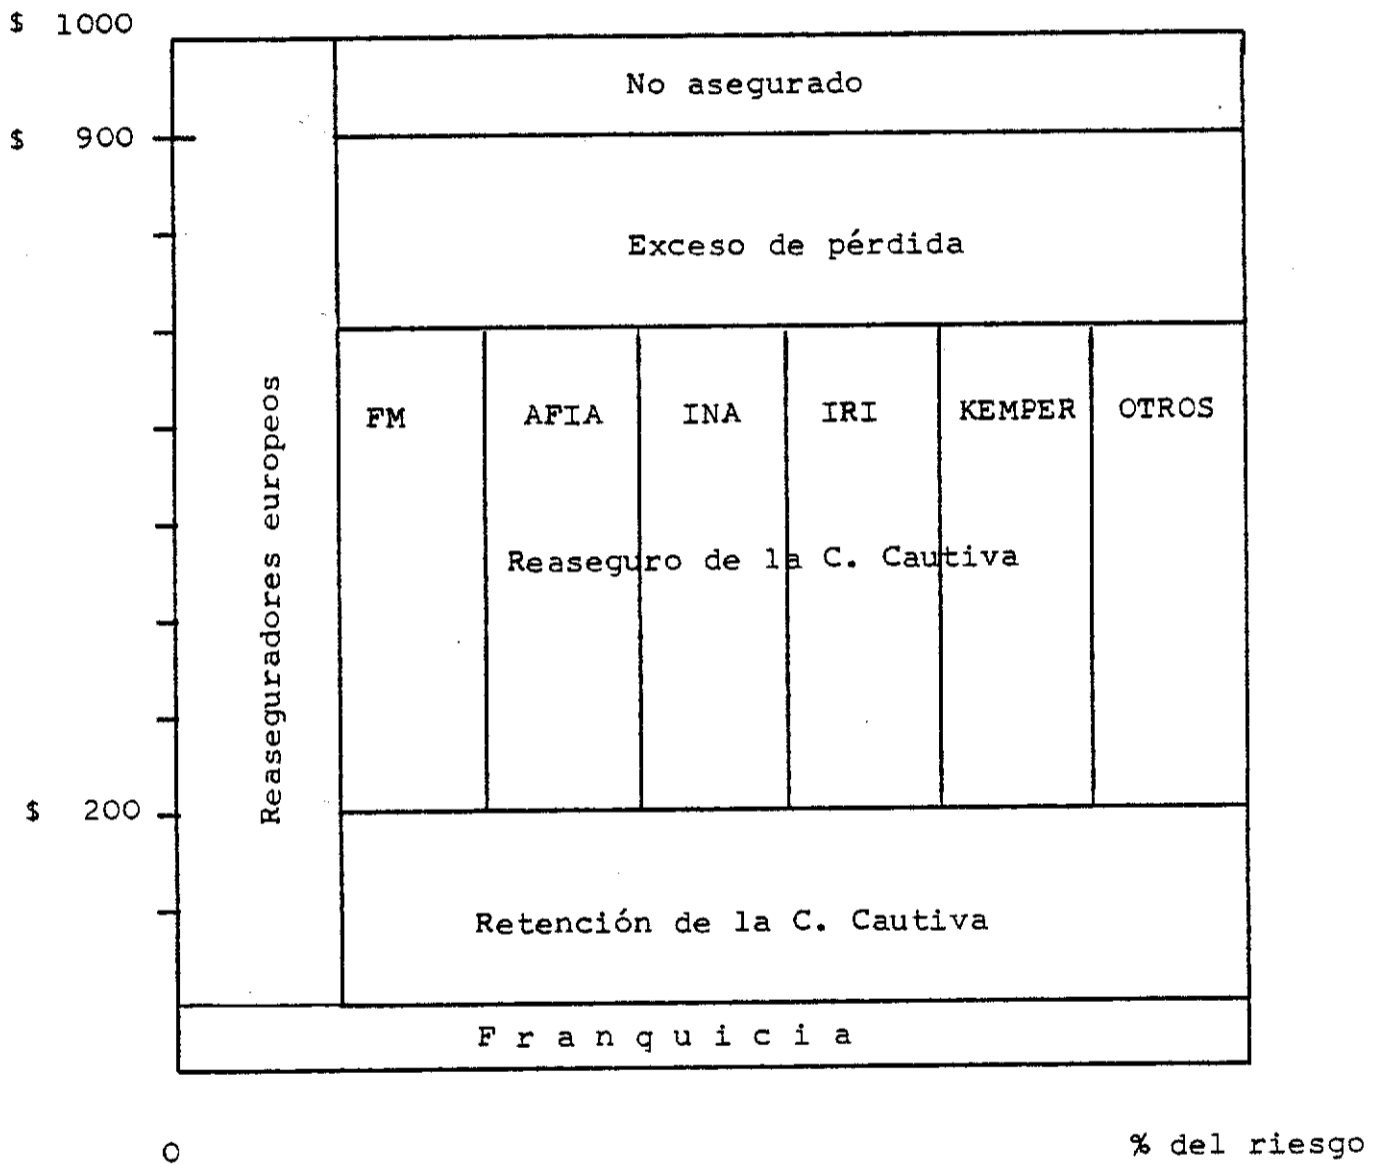 $ 1000
No asegurado
$ 900
Exceso de pérdida
Reaseguradores europeos
FM AFIA INA IRI KEMPER OTROS
Reaseguro de la C. Cautiva
$ 200
Retención de la C. Cautiva
Franquicia
0 % del riesgo